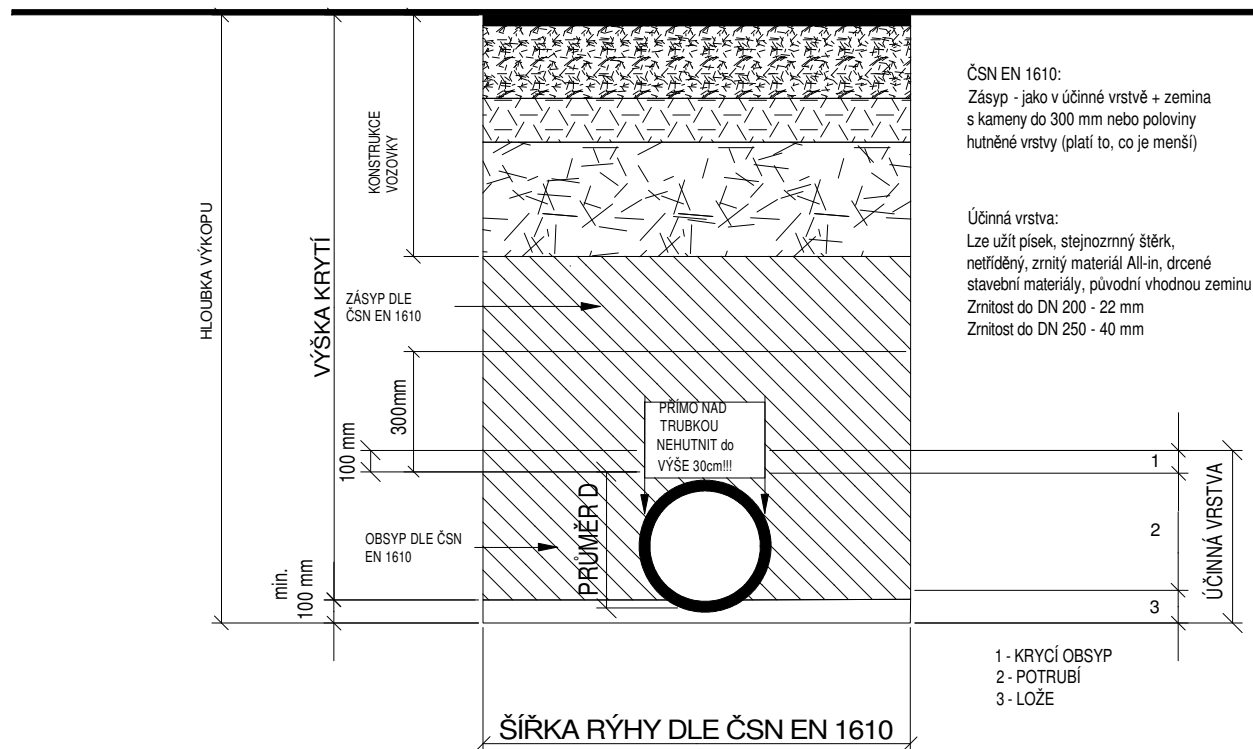 HLOUBKA VÝKOPU
VÝŠKA KRYTÍ
KONSTRUKCE
VOZOVKY
ZÁSYP DLE
ČSN EN 1610
300mm
100 mm
OBSYP DLE ČSN
EN 1610
min.
100 mm
PRŮMĚR D
PŘÍMO NAD
TRUBKOU
NEHUTNIT do
VÝŠE 30cm!!!
ČSN EN 1610:
Zásyp - jako v účinné vrstvě + zemina
s kameny do 300 mm nebo poloviny
hutněné vrstvy (platí to, co je menší)
Účinná vrstva:
Lze užít písek, stejnozrnný štěrk,
netříděný, zrnitý materiál All-in, drcené
stavební materiály, původní vhodnou zeminu
Zrnitost do DN 200 - 22 mm
Zrnitost do DN 250 - 40 mm
1
2
3
ÚČINNÁ VRSTVA
1 - KRYCÍ OBSYP
2 - POTRUBÍ
3 - LOŽE
ŠÍŘKA RÝHY DLE ČSN EN 1610